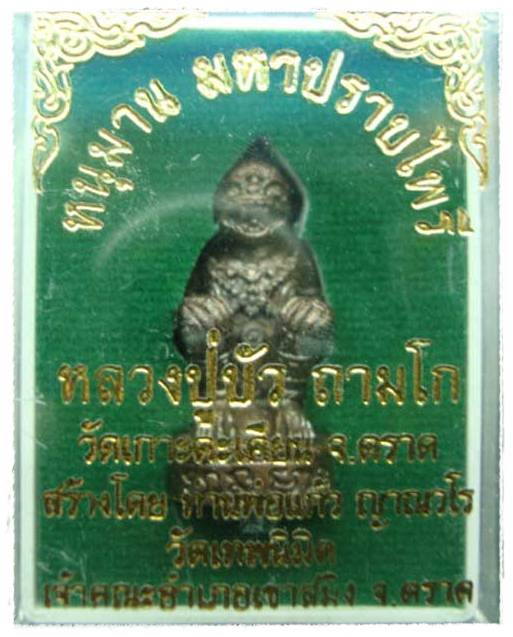 หนุมาน มหาปราบไพรี
หลวงปู่บัว ถามโก
วัดเกาะตะเคียน จ.ตราด
สร้างโดย ท่านพ่อแก้ว ญาณวโร
วัดเทพนิมิต
เจ้าคณะอำเภอเขาสมิง จ.ตราด